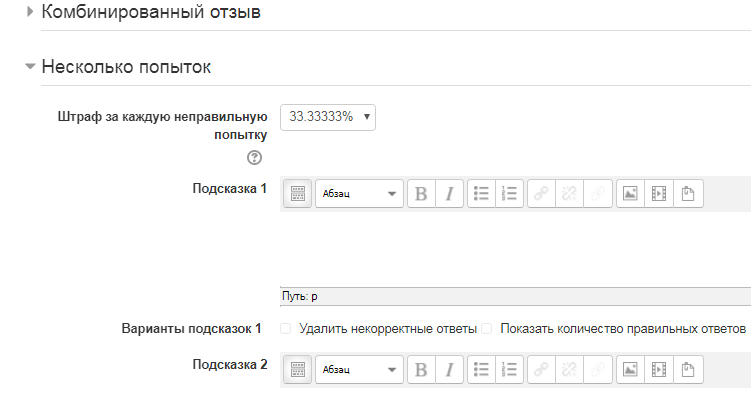 Комбинированный отзыв
Несколько попыток
Штраф за каждую неправильную
попытку
33.33333%
Подсказка 1
Абзац B I
Путь: p
Варианты подсказок 1 Удалить некорректные ответы Показать количество правильных ответов
Подсказка 2
Абзац B I